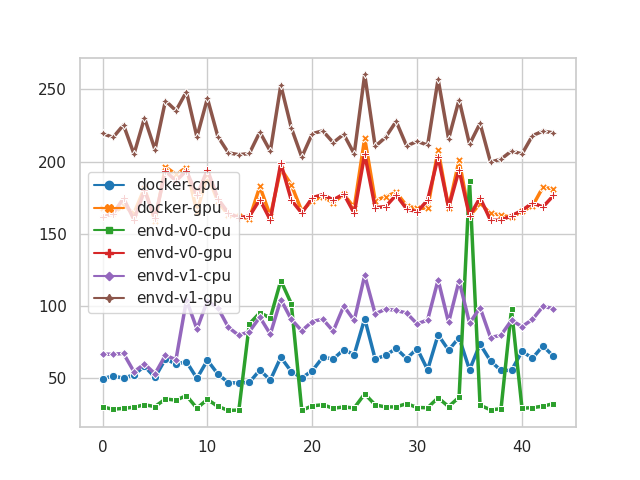 250
200
150
100
50
docker-cpu
docker-gpu
envd-v0-cpu
envd-v0-gpu
envd-v1-cpu
envd-v1-gpu
0 10 20 30 40